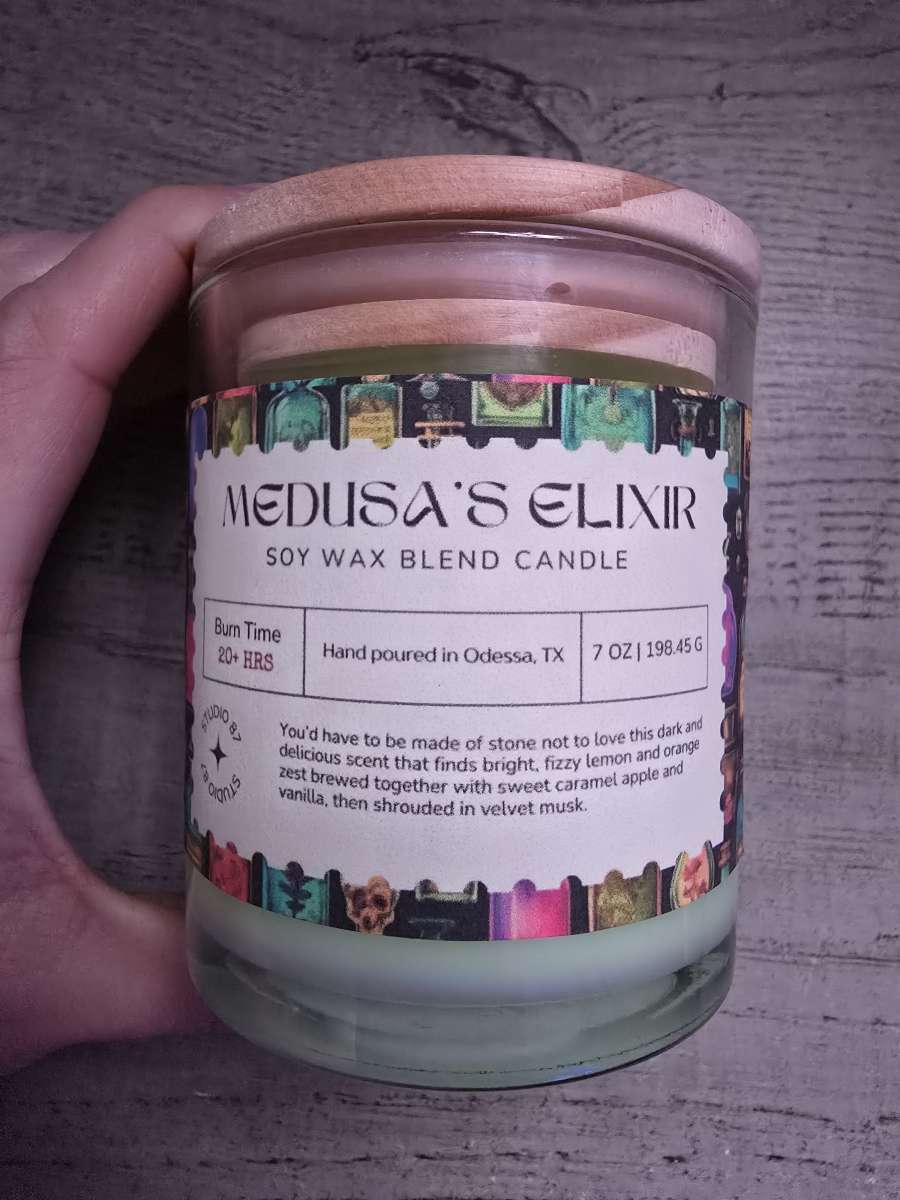 MEDUSA'S ELIXIR
SOY WAX BLEND CANDLE
Burn Time
20+ HRS
Hand poured in Odessa, TX
7 OZ | 198.45 G
STUDIO 87
STUDIO 87
You'd have to be made of stone not to love this dark and
delicious scent that finds bright, fizzy lemon and orange
zest brewed together with sweet caramel apple and
vanilla, then shrouded in velvet musk.